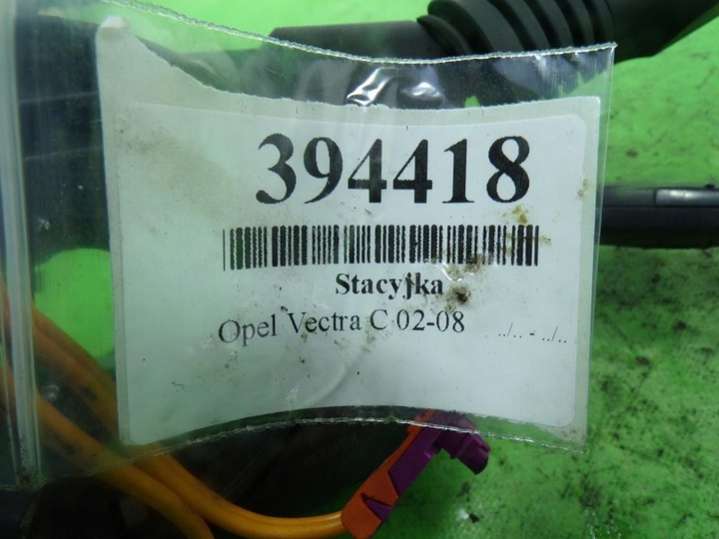 394418
Stacyjka
Opel Vectra C 02-08 ../.. - ../..